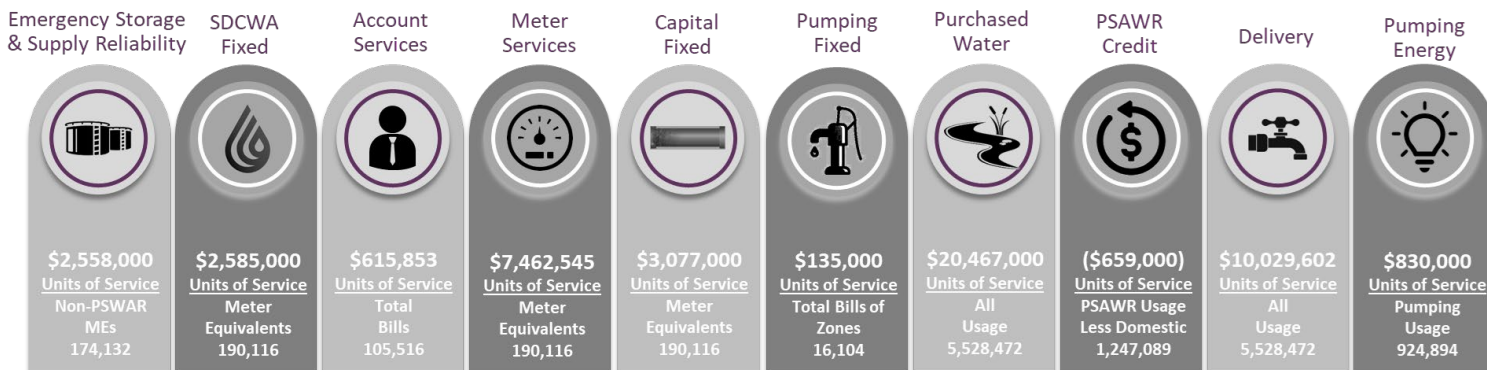 Emergency Storage
& Supply Reliability
$2,558,000
Units of Service
Non-PSWAR
MEs
174,132
SDCWA
Fixed
$2,585,000
Units of Service
Meter
Equivalents
190,116
Account
Services
$615,853
Units of Service
Total
Bills
105,516
Meter
Services
$7,462,545
Units of Service
Meter
Equivalents
190,116
Capital
Fixed
$3,077,000
Units of Service
Meter
Equivalents
190,116
Pumping
Fixed
$135,000
Units of Service
Total Bills of
Zones
16,104
Purchased
Water
$20,467,000
Units of Service
All
Usage
5,528,472
PSAWR
Credit
$
($659,000)
Units of Service
PSAWR Usage
Less Domestic
1,247,089
Delivery
$10,029,602
Units of Service
All
Usage
5,528,472
Pumping
Energy
$830,000
Units of Service
Pumping
Usage
924,894